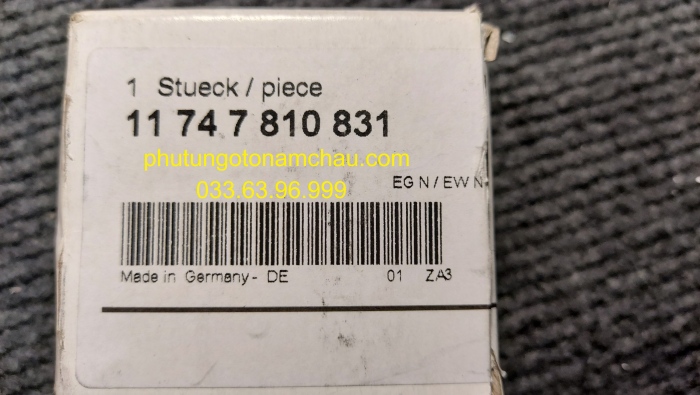 1 Stueck / piece
11 74 7 810 831
phutungotonamchau.com
033.63.96.999
EG N / EW N
Made in Germany - DE 01 ZA3